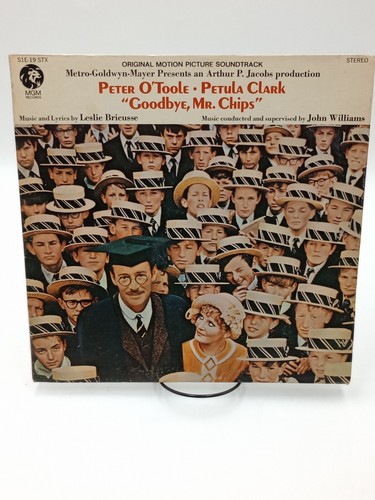 S1E-19 STX
ORIGINAL MOTION PICTURE SOUNDTRACK
STEREO
MGM
RECORDS
Metro-Goldwyn-Mayer Presents an Arthur P. Jacobs production
PETER O'TOOLE · PETULA CLARK
"GOODBYE, MR. CHIPS"
Music and Lyrics by Leslie Bricusse
Music conducted and supervised by John Williams